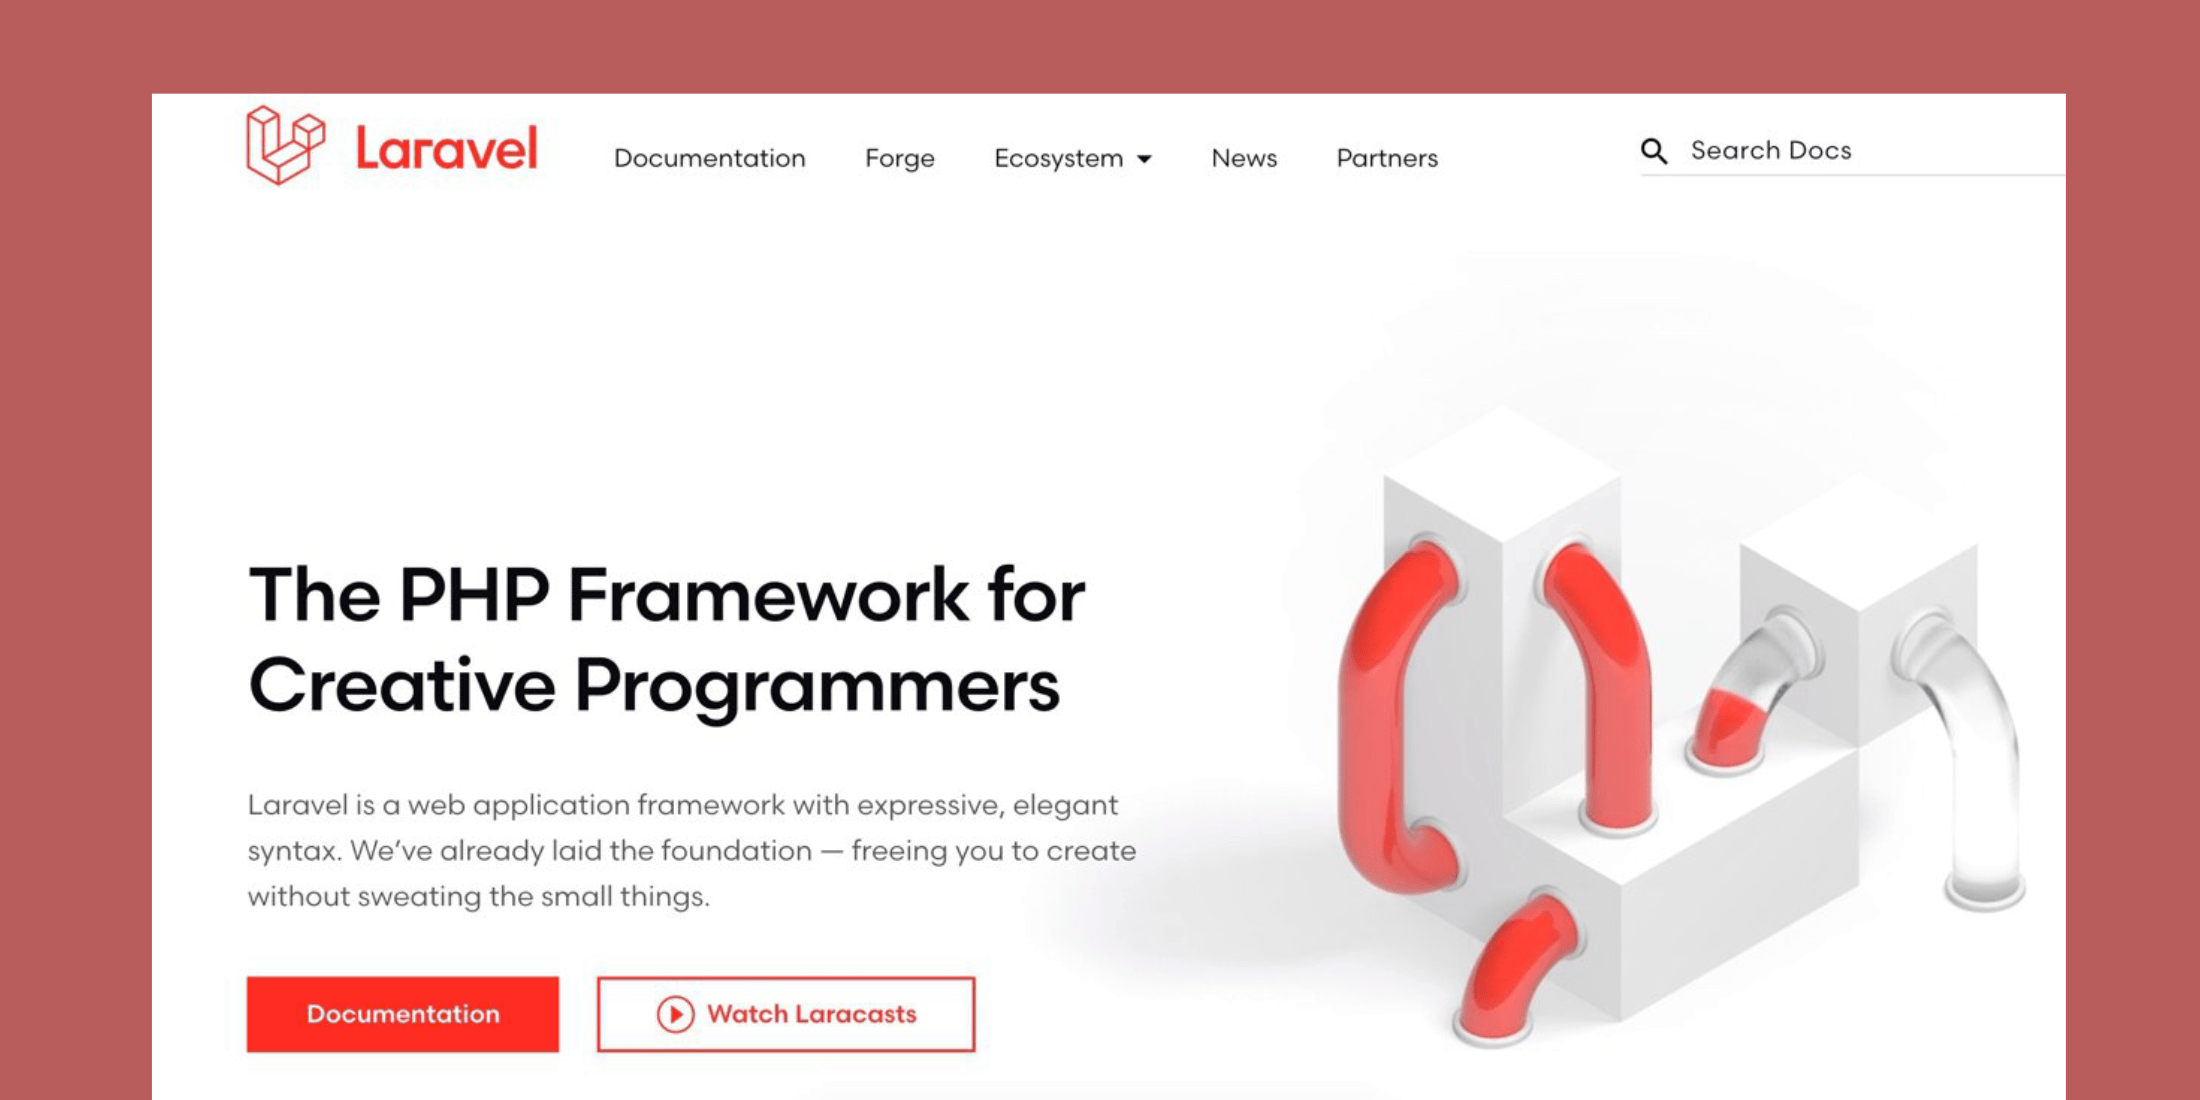 Laravel
Documentation Forge Ecosystem News Partners
Search Docs
The PHP Framework for
Creative Programmers
Laravel is a web application framework with expressive, elegant
syntax. We’ve already laid the foundation — freeing you to create
without sweating the small things.
Documentation
Watch Laracasts